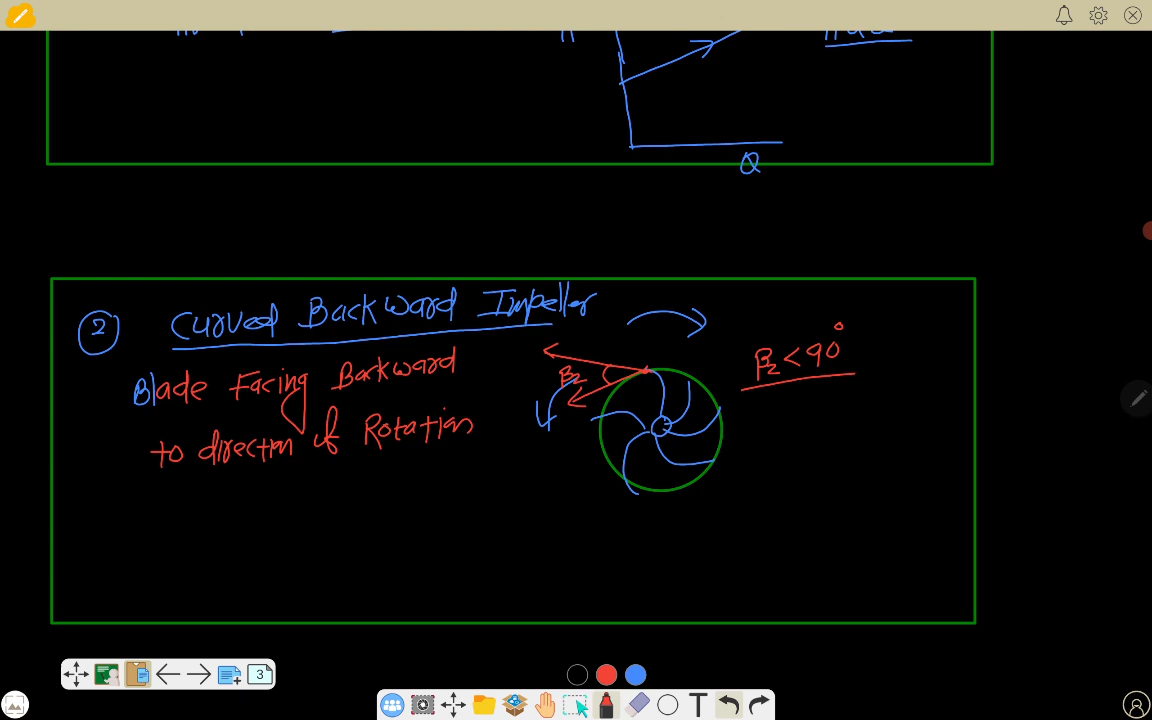 Q
2
Curved Backward Impeller
Blade Facing Backward
to direction of Rotation
β2
β2 < 90°
3
T